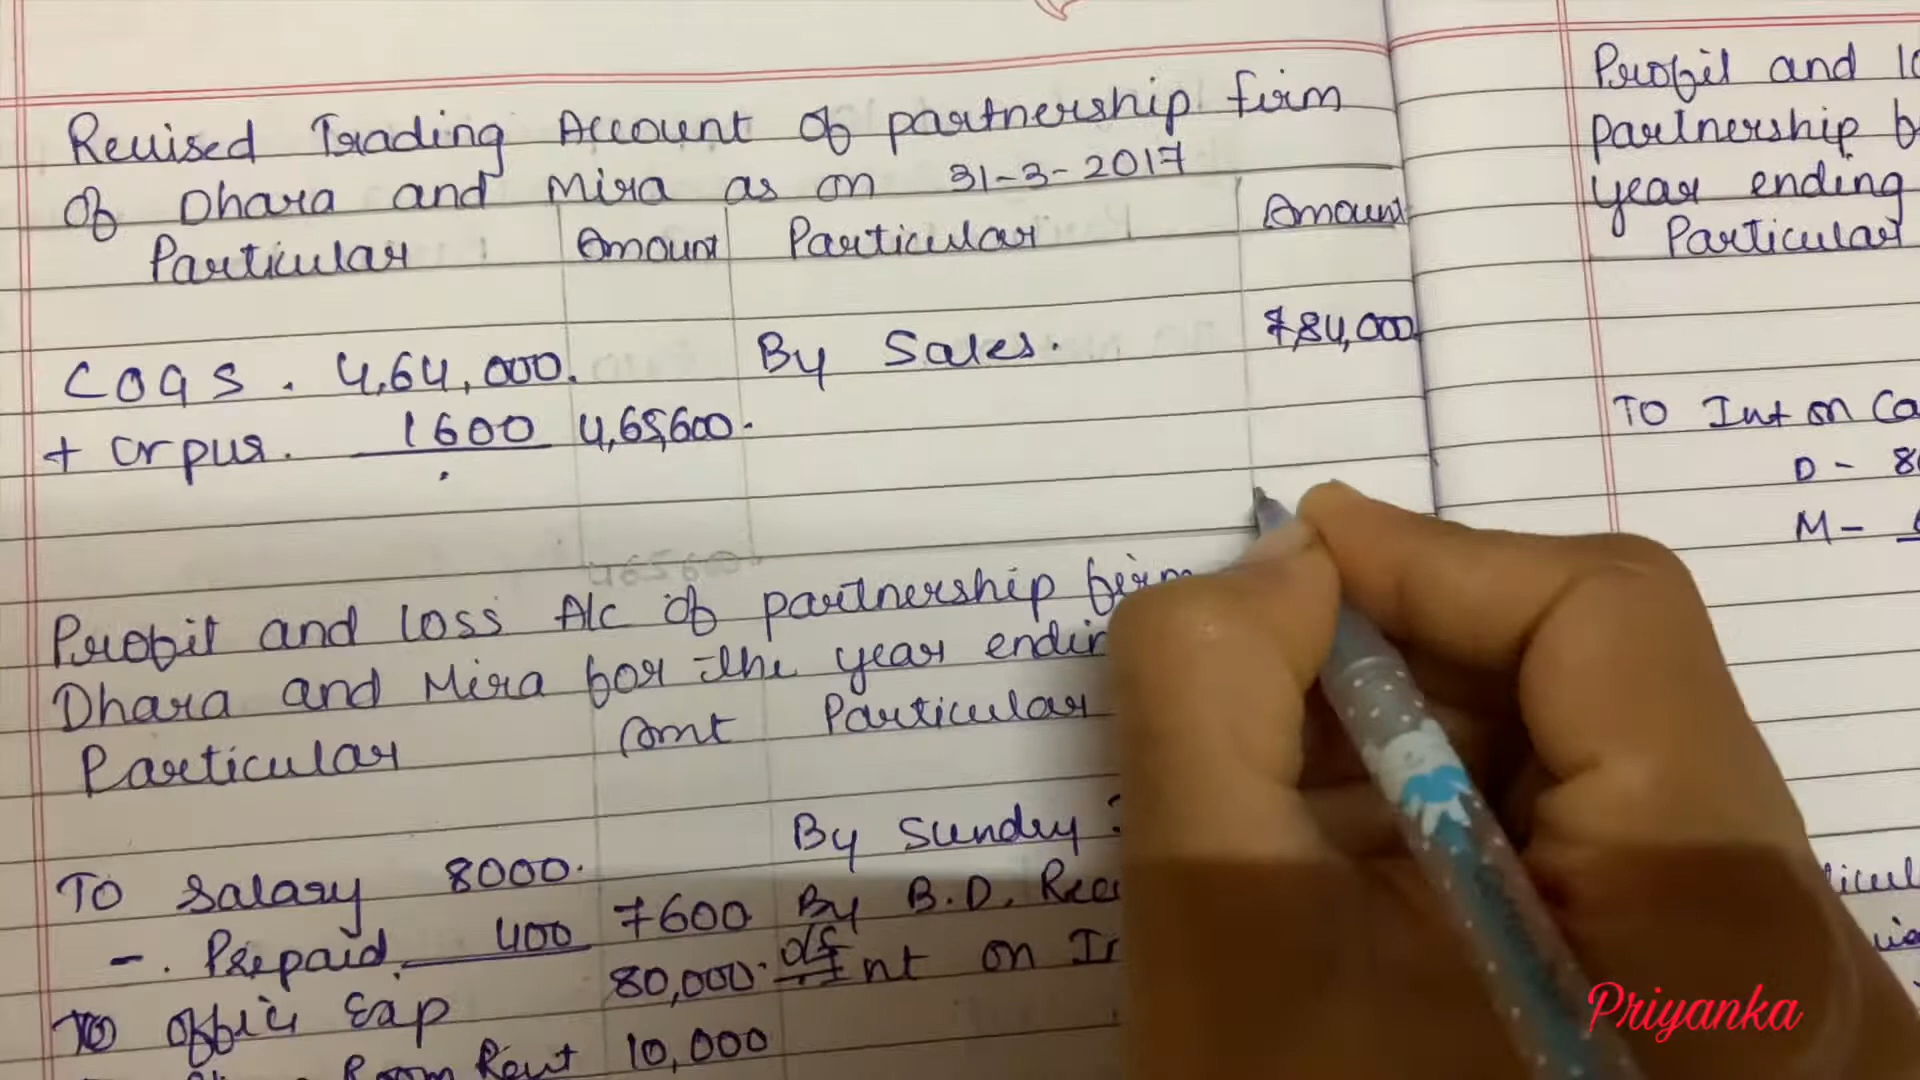 Revised Trading Account of partnership firm
of Dhara and Mira as on 31-3-2017
Particular Amount Particular Amount
COGS. 4,64,000. By Sales. 7,84,000
+ crpur. 1600 4,65,600.
465600.
Profit and loss A/c of partnership firm
Dhara and Mira for the year endin
Particular Amt Particular
By Sundry
To Salary 8000.
-. Prepaid. 400 7600 By B.D. Rec
To Office Exp 80,000. Int on I
Room Rent 10,000
Profit and lo
partnership f
year ending
Particular
To Int on Ca
D - 80
M -
Priyanka